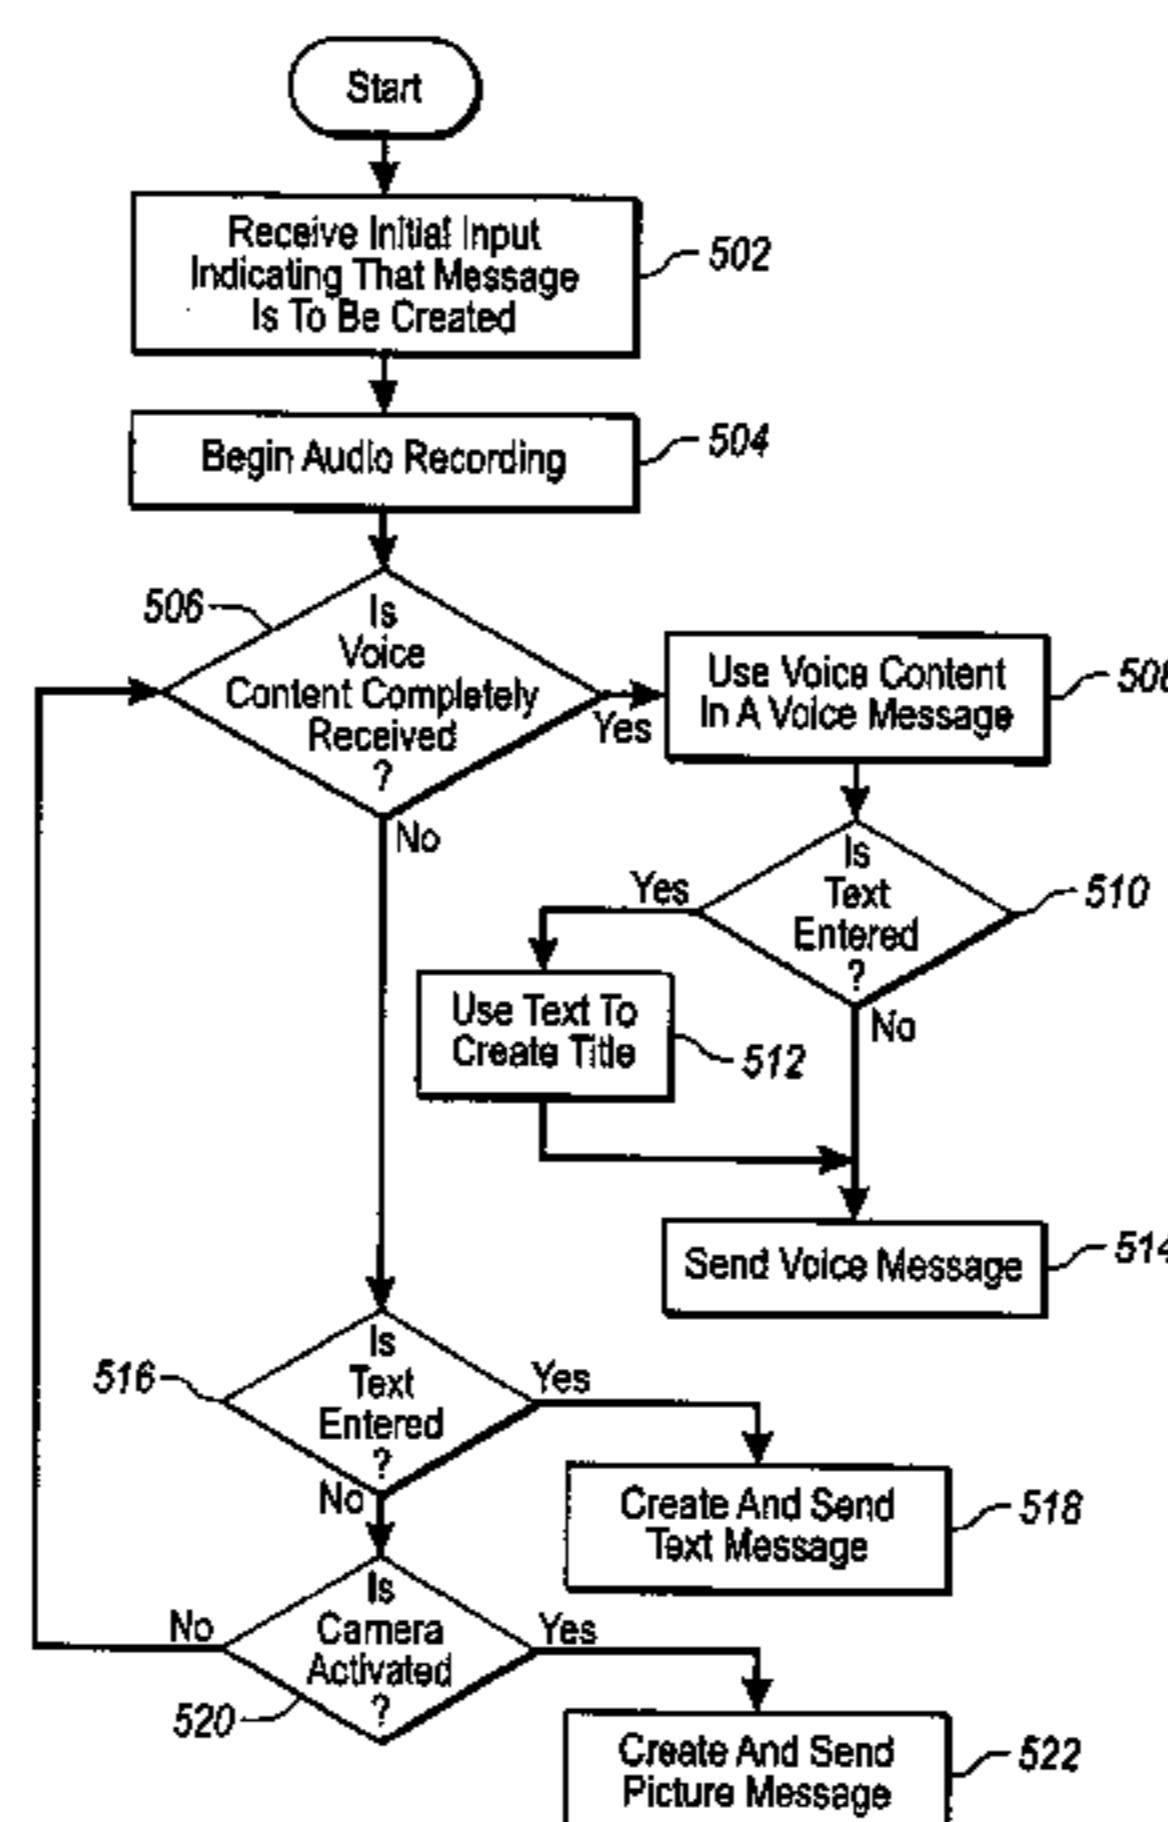 Start
Receive Initial Input
Indicating That Message
Is To Be Created
502
Begin Audio Recording
504
506
Is
Voice
Content Completely
Received
?
Yes
No
Use Voice Content
In A Voice Message
Is
Text
Entered
?
510
Yes
No
Use Text To
Create Title
512
Send Voice Message
514
516
Is
Text
Entered
?
Yes
No
Create And Send
Text Message
518
Is
Camera
Activated
?
No
Yes
520
Create And Send
Picture Message
522